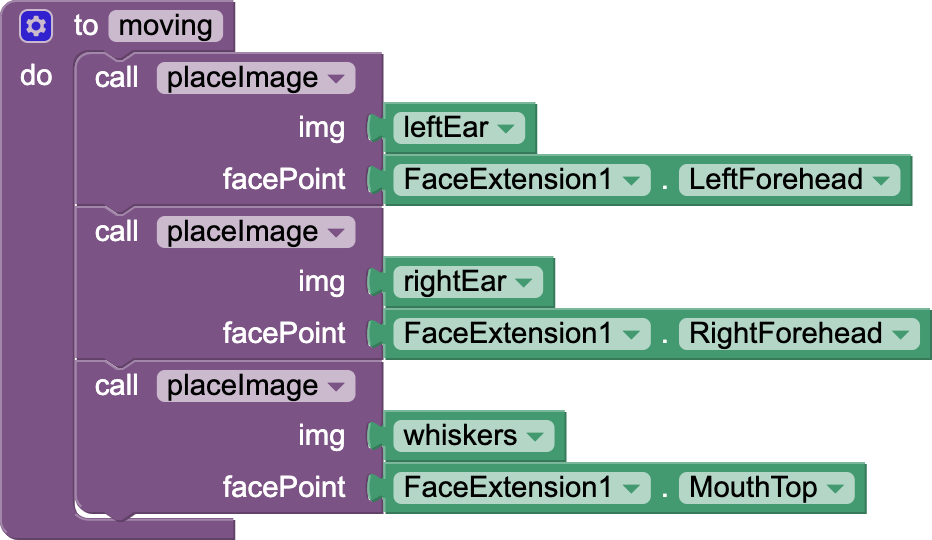 to moving
do call placeImage
img leftEar
facePoint FaceExtension1 . LeftForehead
call placeImage
img rightEar
facePoint FaceExtension1 . RightForehead
call placeImage
img whiskers
facePoint FaceExtension1 . MouthTop